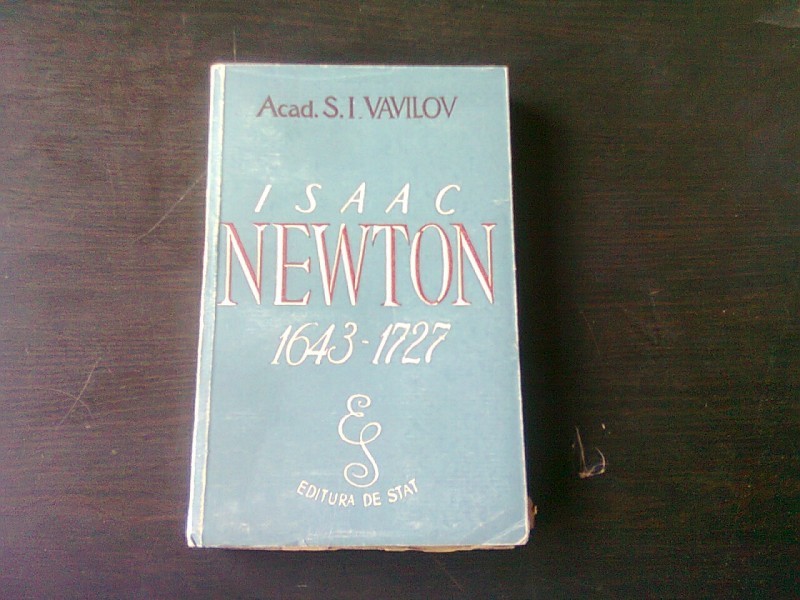 Acad. S. I. VAVILOV
ISAAC
NEWTON
1643-1727
ES
EDITURA DE STAT